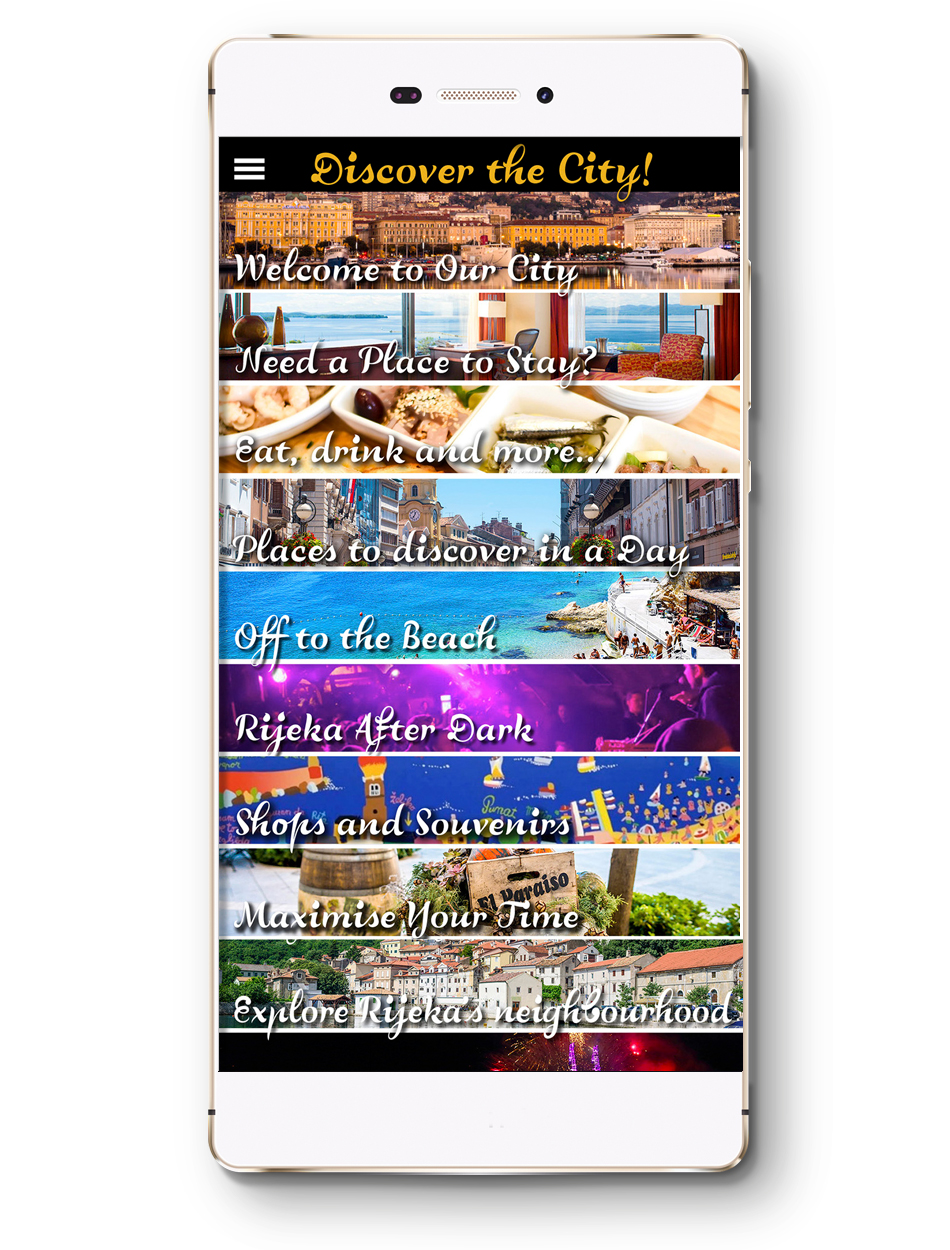 Discover the City!
Welcome to Our City
Need a Place to Stay?
Eat, drink and more...
Places to discover in a Day
Off to the Beach
Rijeka After Dark
Punat
Shops and Souvenirs
El Paraiso
Maximise Your Time
Explore Rijeka's neighbourhood